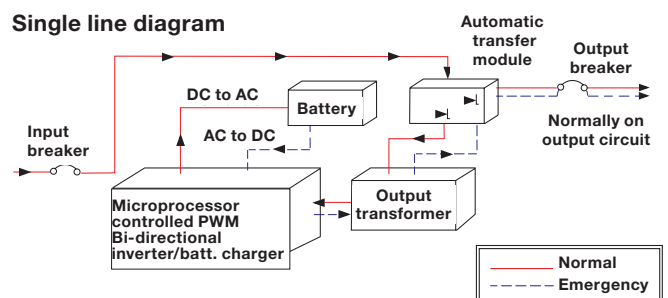 Single line diagram
Automatic
transfer
module
Output
breaker
DC to AC
Battery
AC to DC
Input
breaker
Normally on
output circuit
Microprocessor
controlled PWM
Bi-directional
inverter/batt. charger
Output
transformer
Normal
Emergency